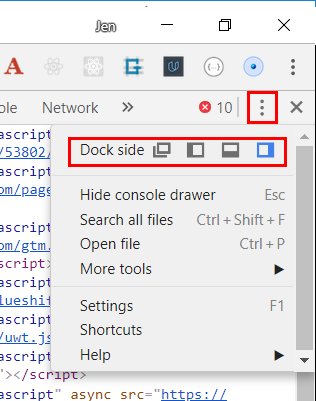 Jen
ole Network » 10
Dock side
Hide console drawer Esc
Search all files Ctrl + Shift + F
Open file Ctrl + P
More tools
Settings F1
Shortcuts
Help
ascript
/53802/
ascript
om/page
ascript
ascript
om/gtm.
script>
ascript
lueshif
ascript
/uwt.js
ascript
"></script>
ascript" async src="https://